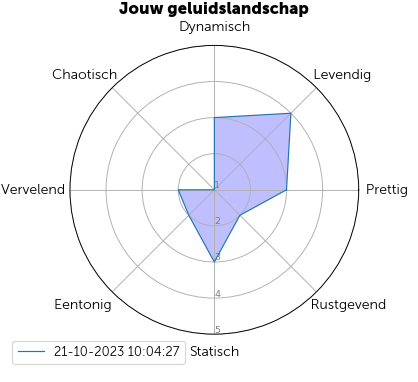 Jouw geluidslandschap
Dynamisch
Chaotisch
Levendig
Vervelend
Prettig
1
2
3
4
5
Eentonig
Rustgevend
Statisch
21-10-2023 10:04:27